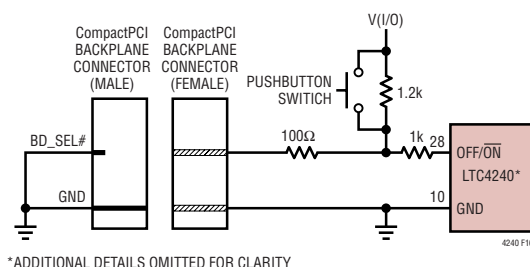 V(I/O)
CompactPCI
BACKPLANE
CONNECTOR
(MALE)
CompactPCI
BACKPLANE
CONNECTOR
(FEMALE)
PUSHBUTTON
SWITCH
1.2k
100Ω
1k
28
BD_SEL#
OFF/O̅N̅
LTC4240*
GND
10
GND
4240 F16
*ADDITIONAL DETAILS OMITTED FOR CLARITY